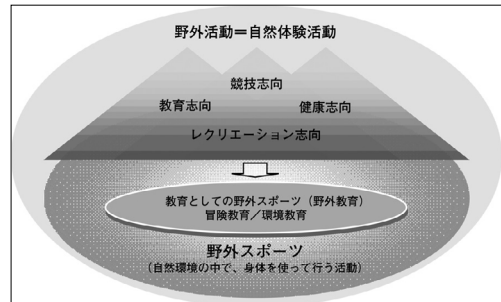 野外活動＝自然体験活動
競技志向
教育志向
健康志向
レクリエーション志向
教育としての野外スポーツ（野外教育）
冒険教育／環境教育
野外スポーツ
（自然環境の中で、身体を使って行う活動）